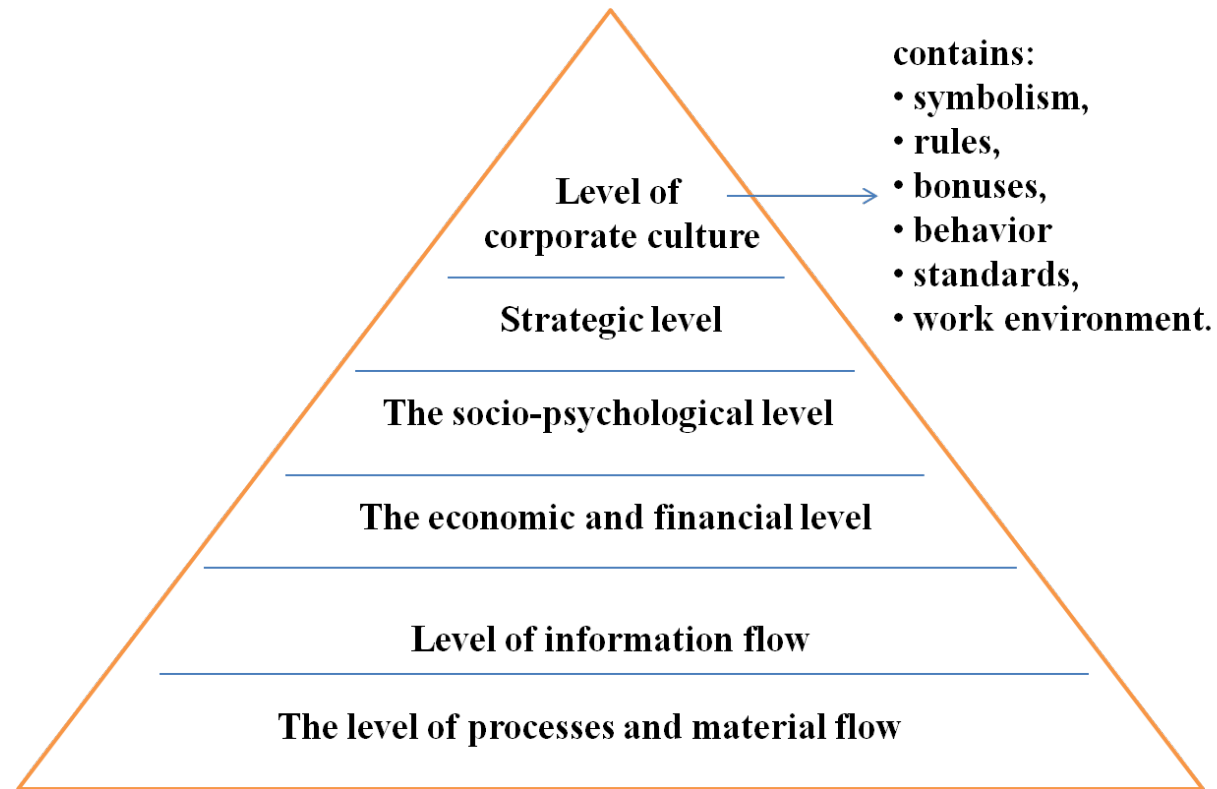 contains:
• symbolism,
• rules,
• bonuses,
• behavior
• standards,
• work environment.
Level of
corporate culture
Strategic level
The socio-psychological level
The economic and financial level
Level of information flow
The level of processes and material flow